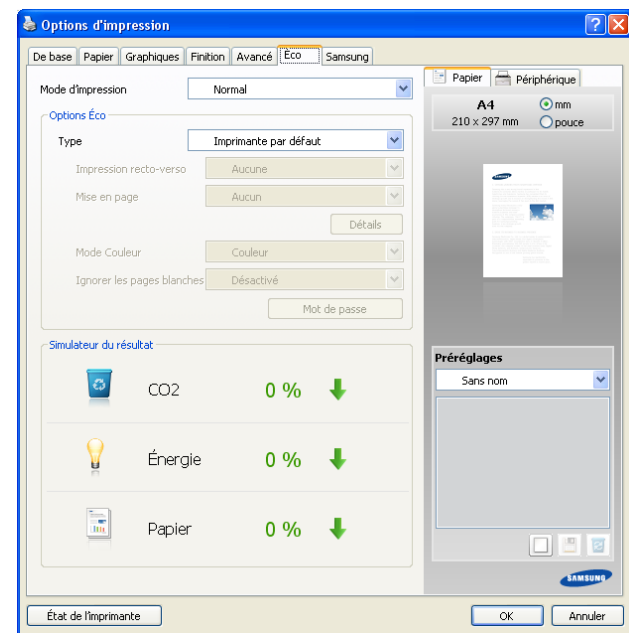 Options d'impression
De base Papier Graphiques Finition Avancé Éco Samsung
Mode d'impression Normal
Options Éco
Type Imprimante par défaut
Impression recto-verso Aucune
Mise en page Aucun
Détails
Mode Couleur Couleur
Ignorer les pages blanches Désactivé
Mot de passe
Simulateur du résultat
CO2 0 %
Énergie 0 %
Papier 0 %
Papier Périphérique
A4 mm
210 x 297 mm pouce
SAMSUNG
Préréglages
Sans nom
SAMSUNG
État de l'imprimante OK Annuler